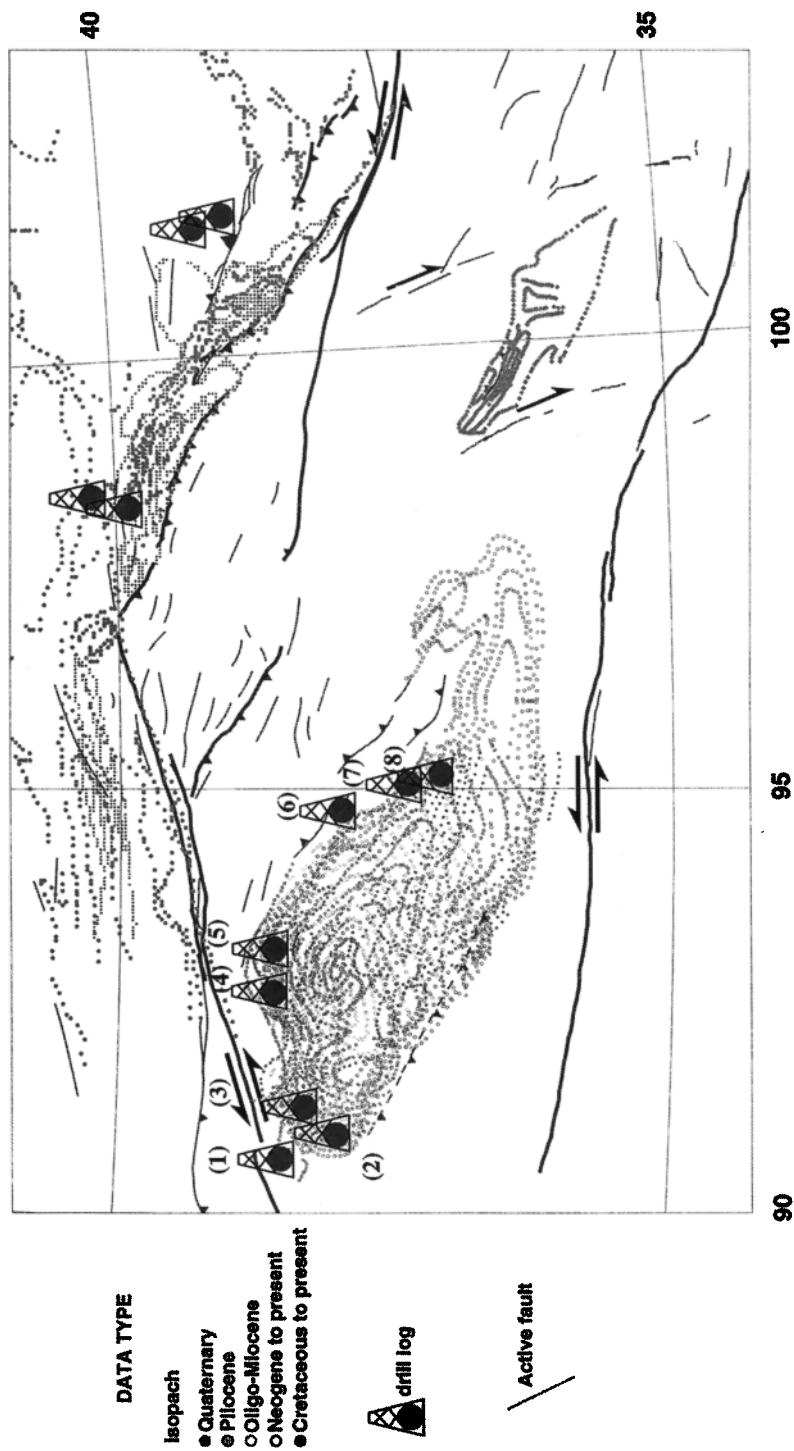 DATA TYPE
Isopach
Quaternary
Pliocene
Oligo-Miocene
Neogene to present
Cretaceous to present
drill log
Active fault
40
35
90
95
100
(1)
(2)
(3)
(4)
(5)
(6)
(7)
(8)